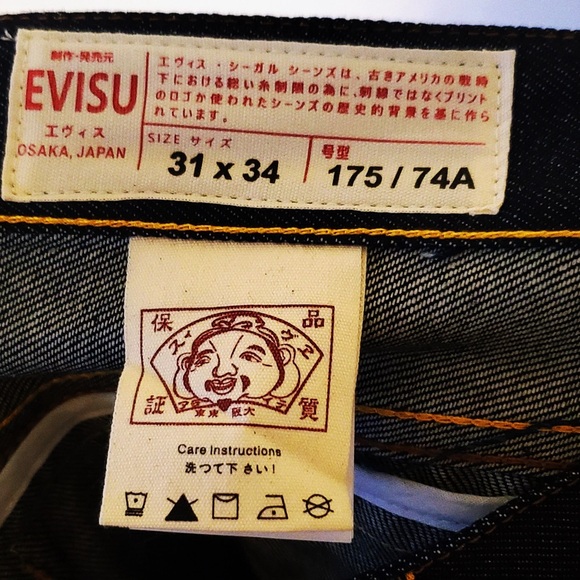 制作・発売元
EVISU
エヴィス
OSAKA, JAPAN
エヴィス・シーガル シーンズは、古きアメリカの戦時
下における総い糸制限の為に、刺繍ではなくプリント
のロゴが使われたシーンズの歴史的背景を基に作ら
れています。
SIZE サイズ
31 x 34
号型
175 / 74A
保 品
エヴィス
証 質
Care instructions
洗つて下さい!